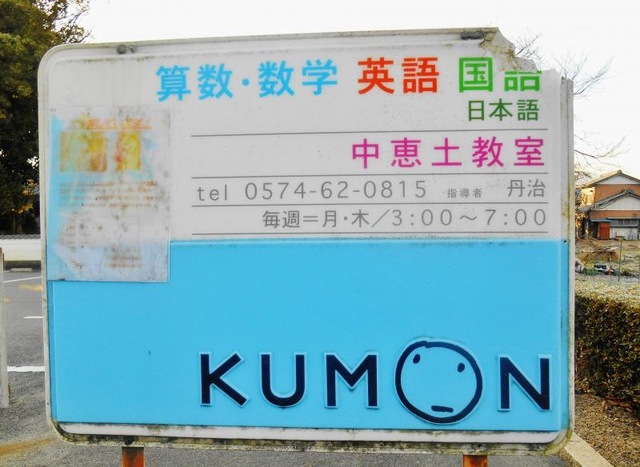 算数・数学 英語 国語
日本語
中恵土教室
tel 0574-62-0815 指導者 丹治
毎週＝月・木／3:00～7:00
KUMON